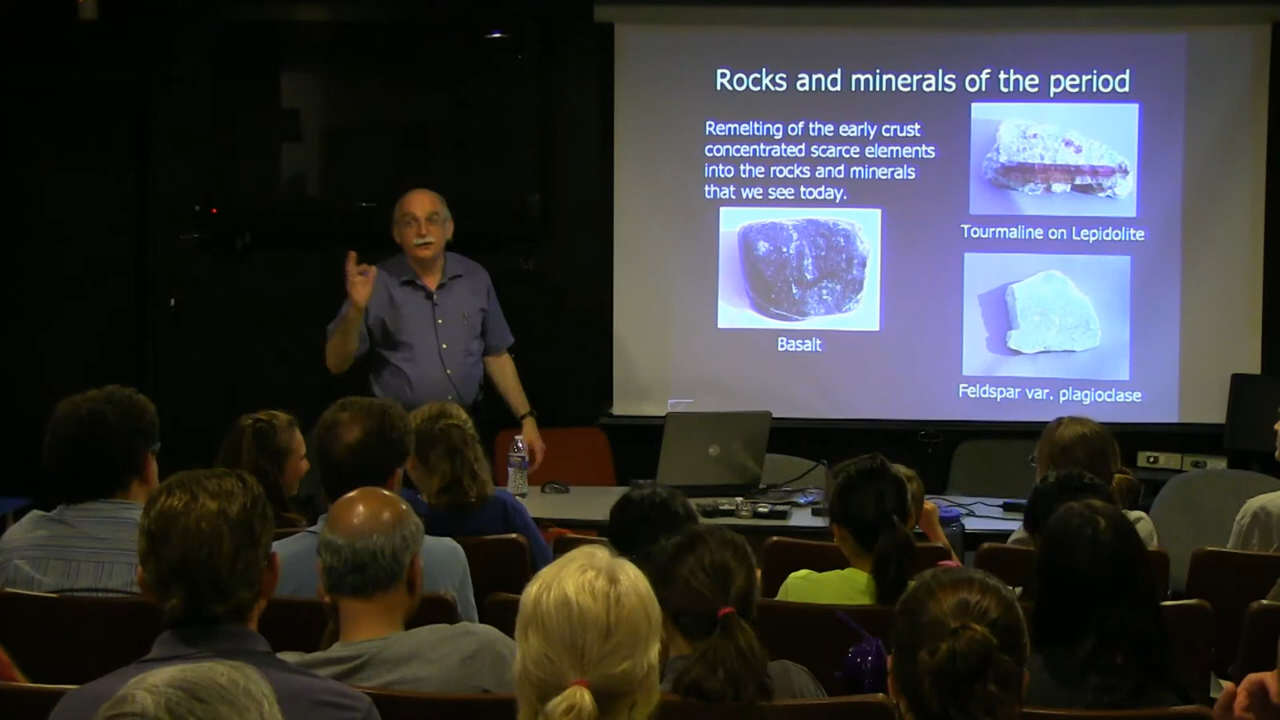 Rocks and minerals of the period
Remelting of the early crust
concentrated scarce elements
into the rocks and minerals
that we see today.
Basalt
Tourmaline on Lepidolite
Feldspar var. plagioclase